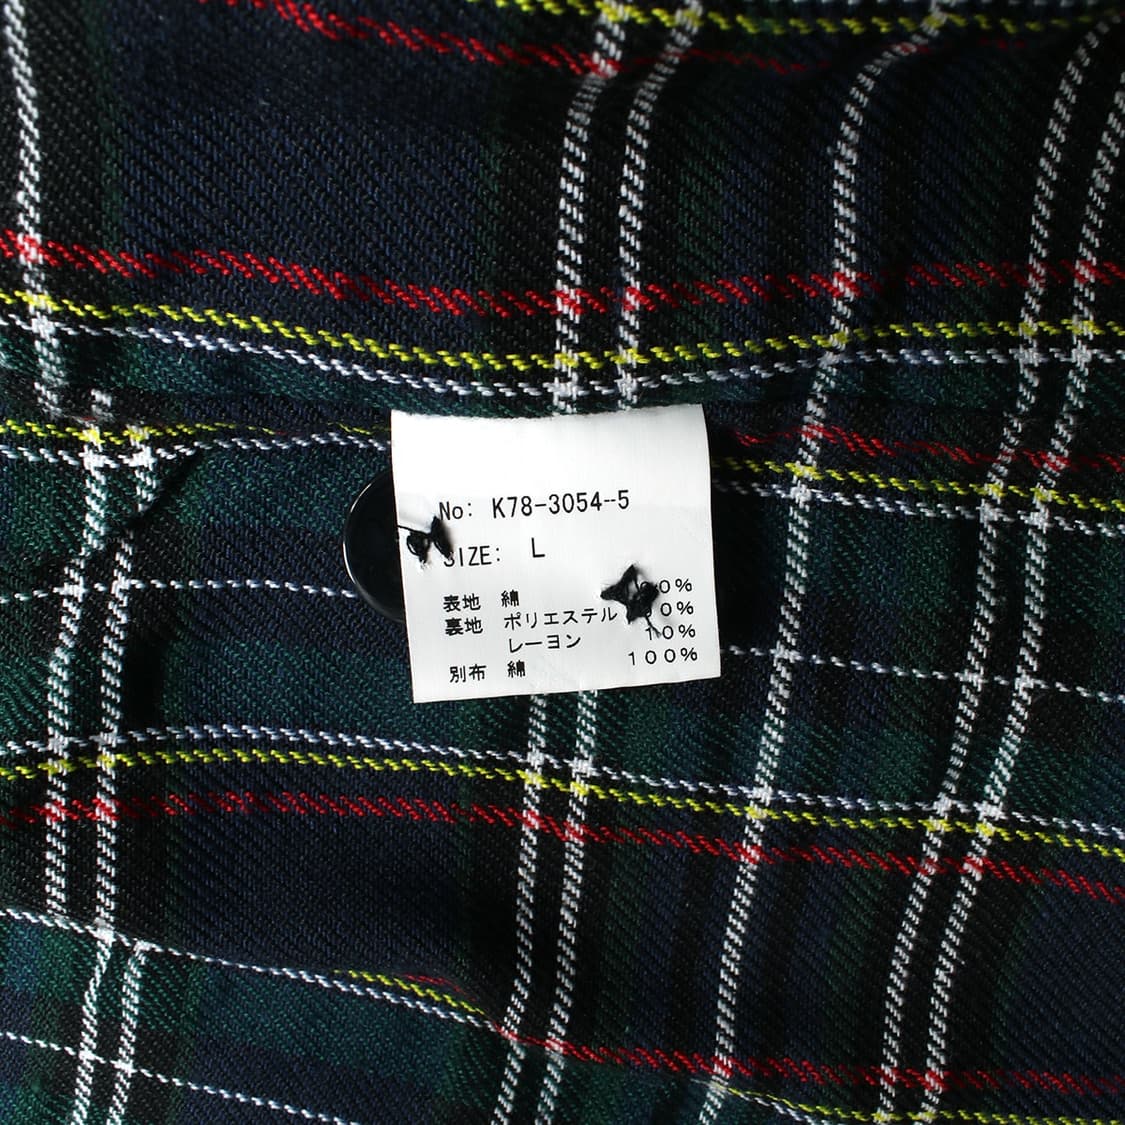 No: K78-3054-5
SIZE: L
表地 綿
裏地 ポリエステル
レーヨン 10%
別布 綿 100%